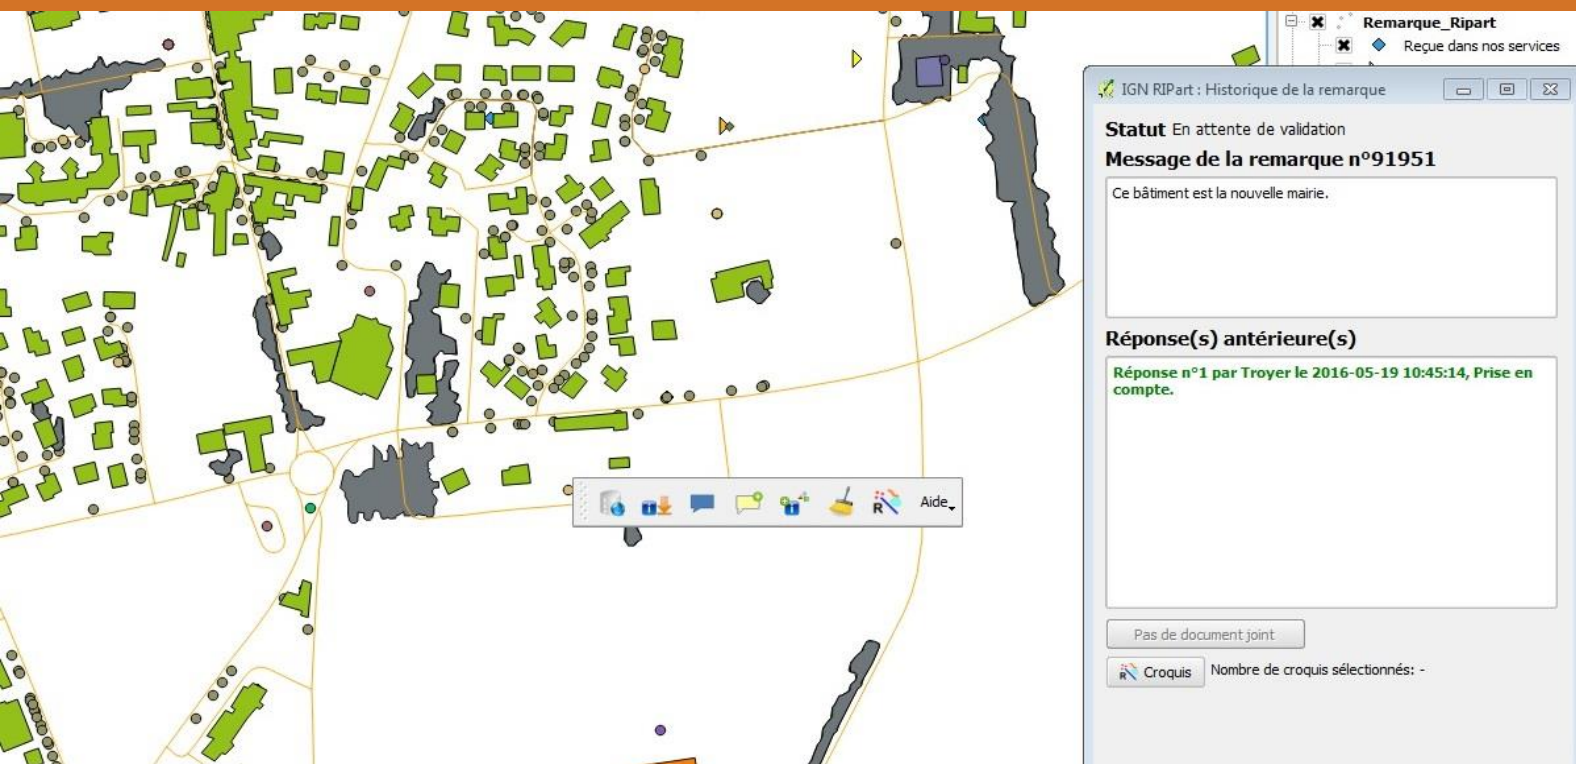 Remarque_Ripart
Reçue dans nos services
IGN RIPart : Historique de la remarque
Statut En attente de validation
Message de la remarque n°91951
Ce bâtiment est la nouvelle mairie.
Réponse(s) antérieure(s)
Réponse n°1 par Troyer le 2016-05-19 10:45:14, Prise en
compte.
Pas de document joint
R Croquis Nombre de croquis sélectionnés: -
R Aide